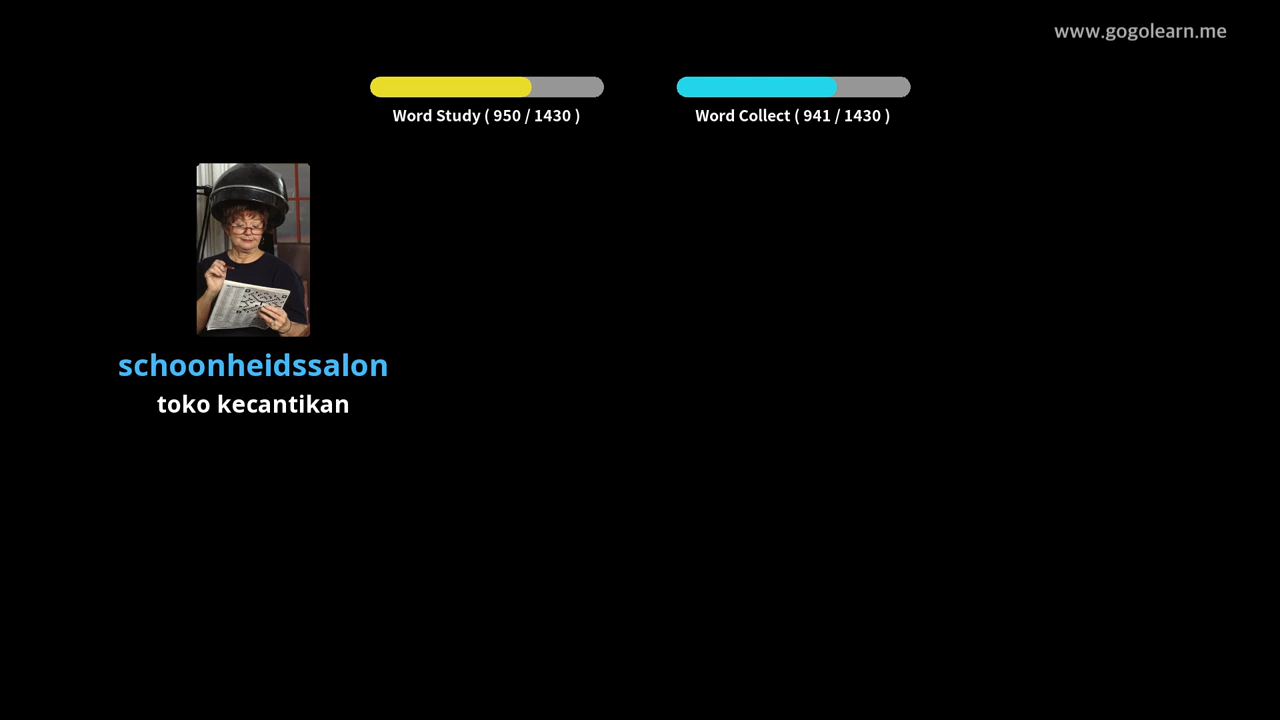 www.gogolearn.me
Word Study ( 950 / 1430 )
Word Collect ( 941 / 1430 )
schoonheidssalon
toko kecantikan